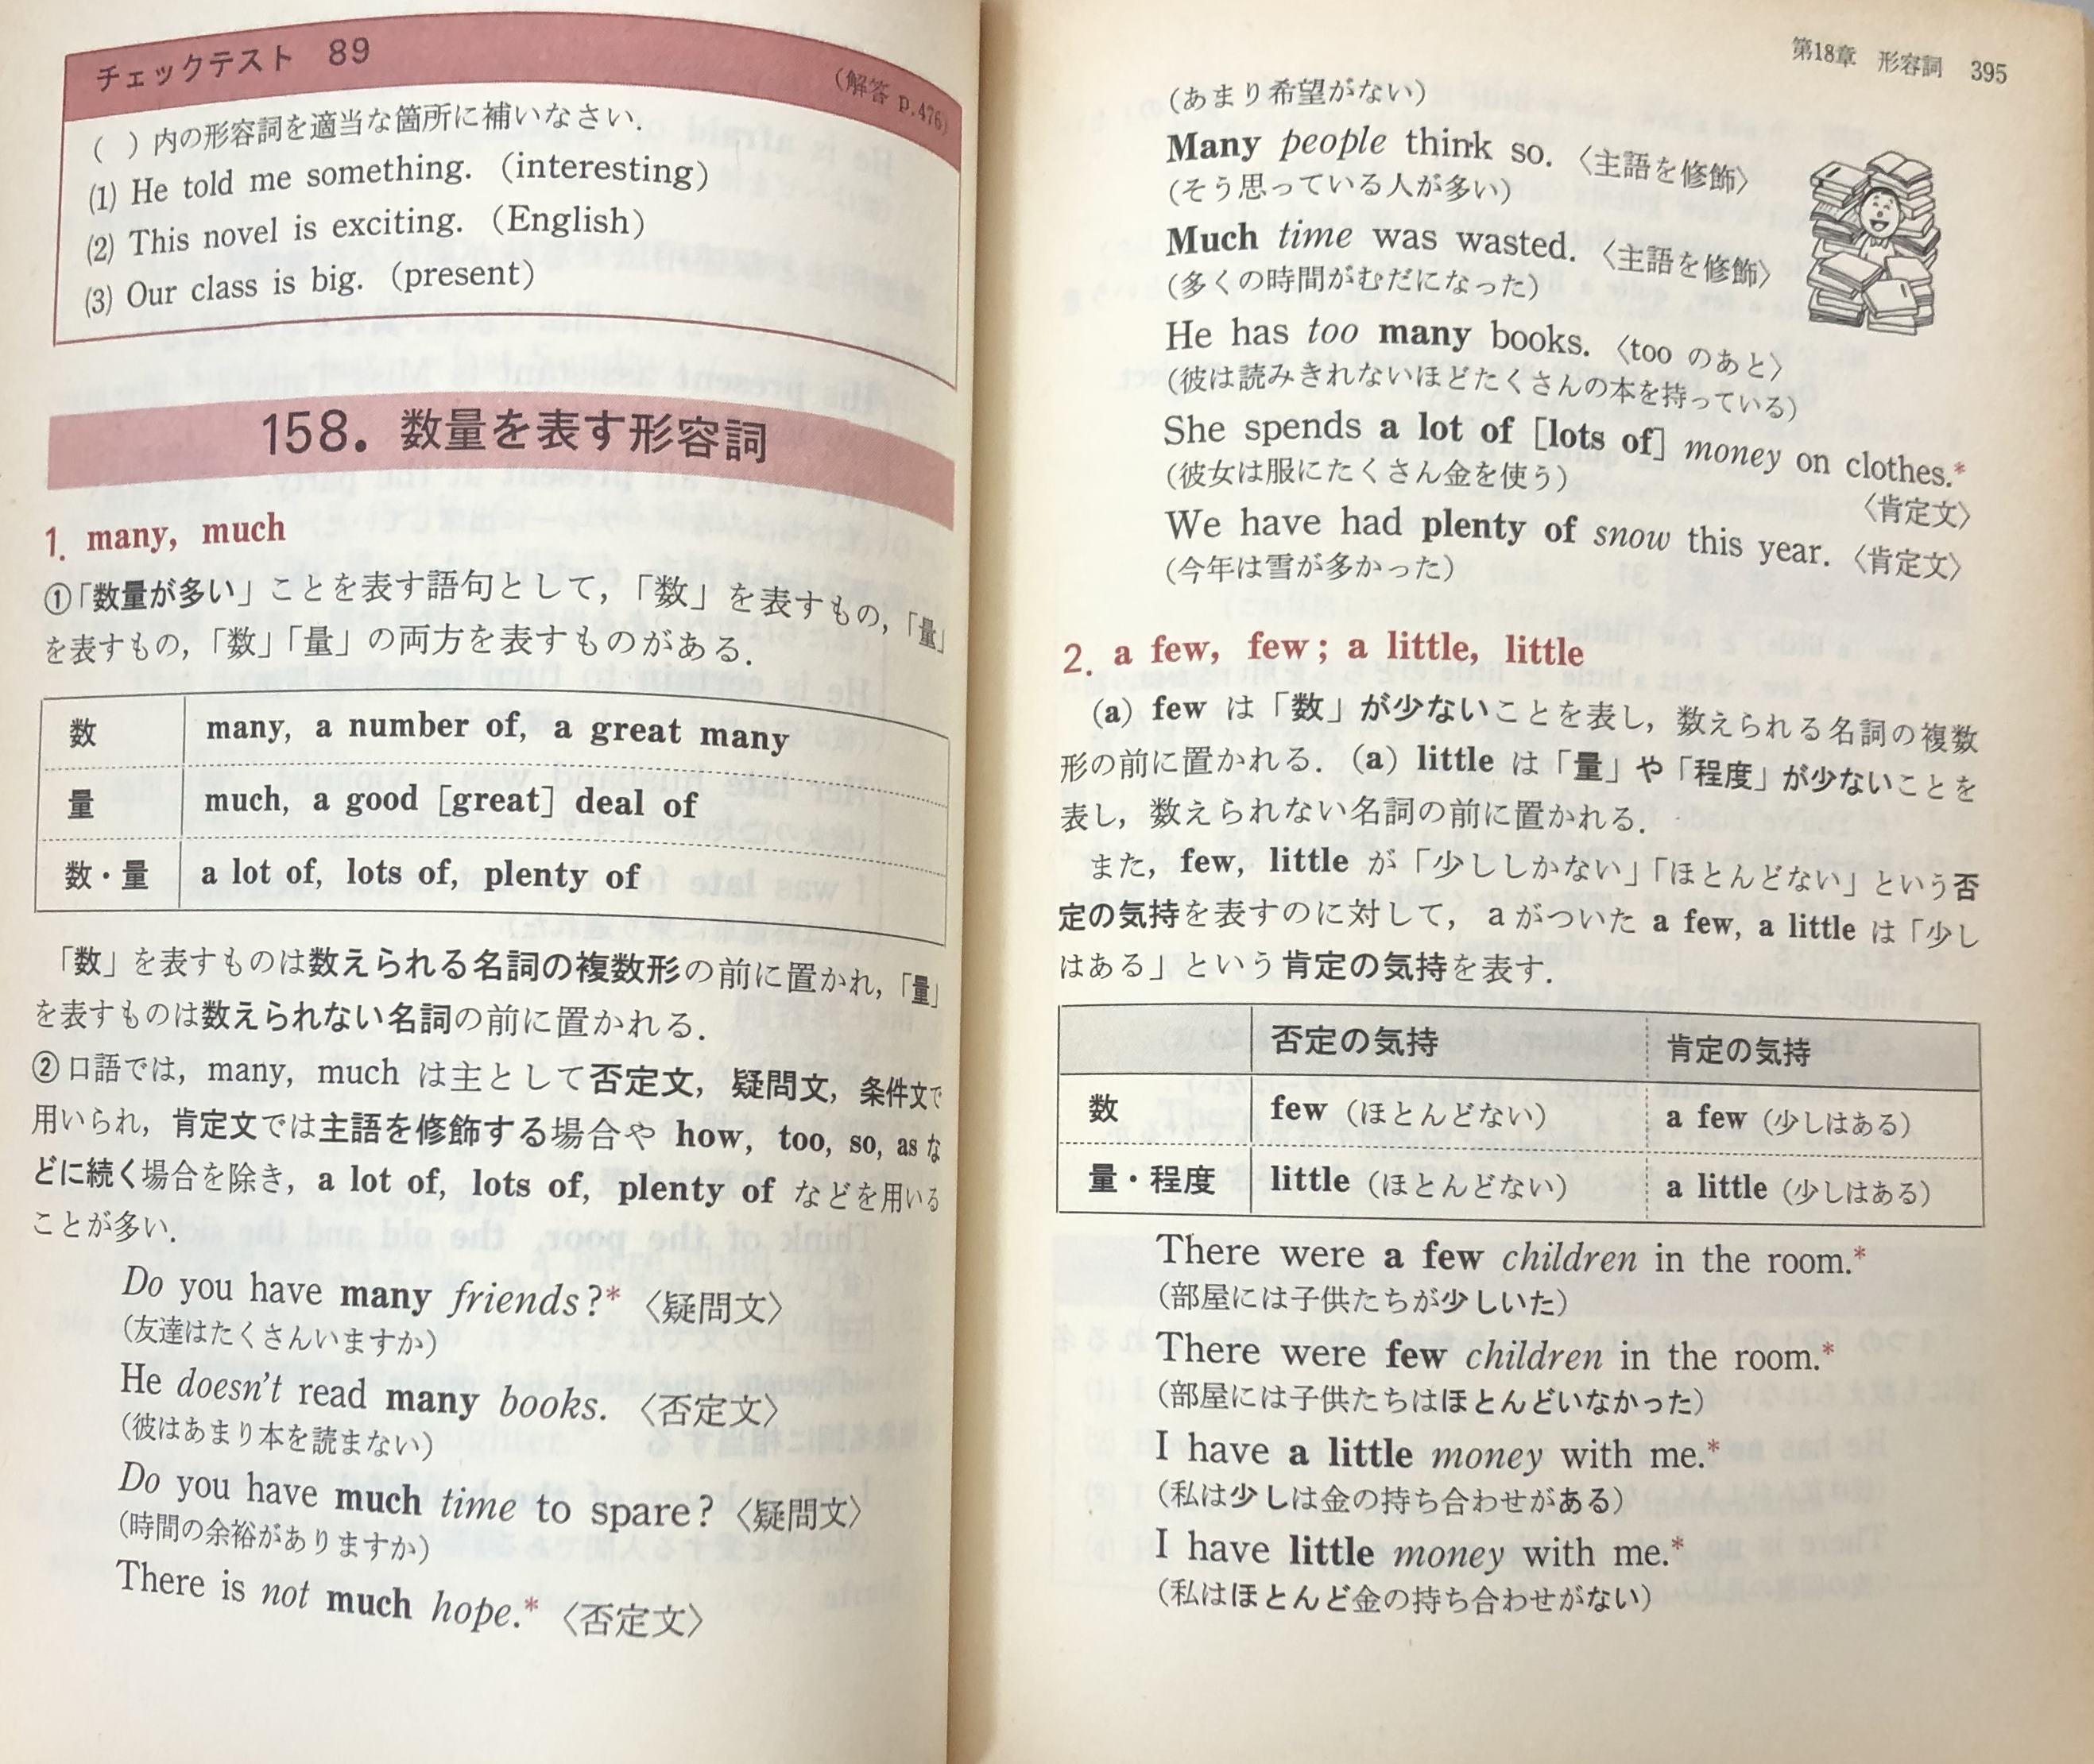 チェックテスト 89
(解答 p.476)
( )内の形容詞を適当な箇所に補いなさい.
(1) He told me something. (interesting)
(2) This novel is exciting. (English)
(3) Our class is big. (present)
158. 数量を表す形容詞
1. many, much
①「数量が多い」ことを表す語句として,「数」を表すもの,「量」
を表すもの,「数」「量」の両方を表すものがある.
数 many, a number of, a great many
量 much, a good [great] deal of
数・量 a lot of, lots of, plenty of
「数」を表すものは数えられる名詞の複数形の前に置かれ,「量」
を表すものは数えられない名詞の前に置かれる.
②口語では, many, much は主として否定文, 疑問文, 条件文で
用いられ, 肯定文では主語を修飾する場合や how, too, so, as な
どに続く場合を除き, a lot of, lots of, plenty of などを用いる
ことが多い.
Do you have many friends?* 〈疑問文〉
(友達はたくさんいますか)
He doesn't read many books. 〈否定文〉
(彼はあまり本を読まない)
Do you have much time to spare? 〈疑問文〉
(時間の余裕がありますか)
There is not much hope.* 〈否定文〉
第18章 形容詞 395
(あまり希望がない)
Many people think so. 〈主語を修飾〉
(そう思っている人が多い)
Much time was wasted. 〈主語を修飾〉
(多くの時間がむだになった)
He has too many books. 〈too のあと〉
(彼は読みきれないほどたくさんの本を持っている)
She spends a lot of [lots of] money on clothes.*
(彼女は服にたくさん金を使う) 〈肯定文〉
We have had plenty of snow this year. 〈肯定文〉
(今年は雪が多かった)
2. a few, few ; a little, little
(a) few は「数」が少ないことを表し, 数えられる名詞の複数
形の前に置かれる. (a) little は「量」や「程度」が少ないことを
表し, 数えられない名詞の前に置かれる.
また, few, little が「少ししかない」「ほとんどない」という否
定の気持を表すのに対して, a がついた a few, a little は「少し
はある」という肯定の気持を表す.
否定の気持 肯定の気持
数 few (ほとんどない) a few (少しはある)
量・程度 little (ほとんどない) a little (少しはある)
There were a few children in the room.*
(部屋には子供たちが少しいた)
There were few children in the room.*
(部屋には子供たちはほとんどいなかった)
I have a little money with me.*
(私は少しは金の持ち合わせがある)
I have little money with me.*
(私はほとんど金の持ち合わせがない)